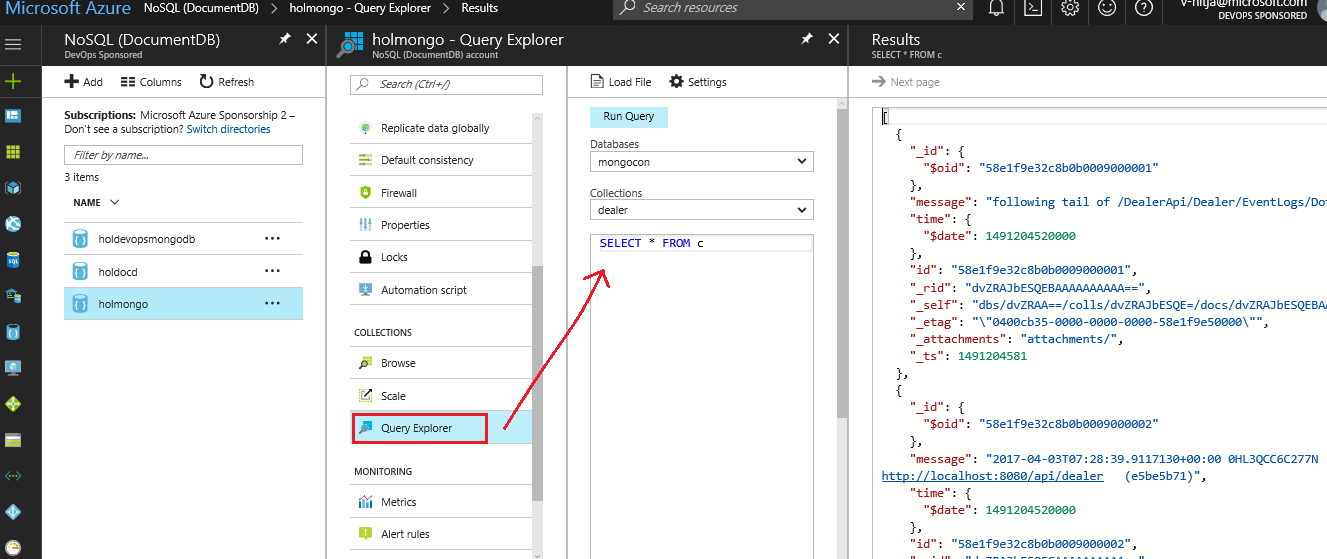 Microsoft Azure NoSQL (DocumentDB) > holmongo - Query Explorer > Results
Search resources
v-nitja@microsoft.com
DEVOPS SPONSORED
NoSQL (DocumentDB)
DevOps Sponsored
Add Columns Refresh
Subscriptions: Microsoft Azure Sponsorship 2 –
Don't see a subscription? Switch directories
Filter by name...
3 items
NAME
holdevopsmongodb
holdocd
holmongo
holmongo - Query Explorer
NoSQL (DocumentDB) account
Search (Ctrl+/)
Replicate data globally
Default consistency
Firewall
Properties
Locks
Automation script
COLLECTIONS
Browse
Scale
Query Explorer
MONITORING
Metrics
Alert rules
Load File Settings
Run Query
Databases
mongocon
Collections
dealer
SELECT * FROM c
Results
SELECT * FROM c
Next page
[
{
"_id": {
"$oid": "58e1f9e32c8b0b0009000001"
},
"message": "following tail of /DealerApi/Dealer/EventLogs/Do
"time": {
"$date": 1491204520000
},
"id": "58e1f9e32c8b0b0009000001",
"_rid": "dvZRAJbESQEBAAAAAAAAAA==",
"_self": "dbs/dvZRAA==/colls/dvZRAJbESQE=/docs/dvZRAJbESQEBA
"_etag": "\"0400cb35-0000-0000-0000-58e1f9e50000\"",
"_attachments": "attachments/",
"_ts": 1491204581
},
{
"_id": {
"$oid": "58e1f9e32c8b0b0009000002"
},
"message": "2017-04-03T07:28:39.9117130+00:00 0HL3QCC6C277N
http://localhost:8080/api/dealer (e5be5b71)",
"time": {
"$date": 1491204520000
},
"id": "58e1f9e32c8b0b0009000002",